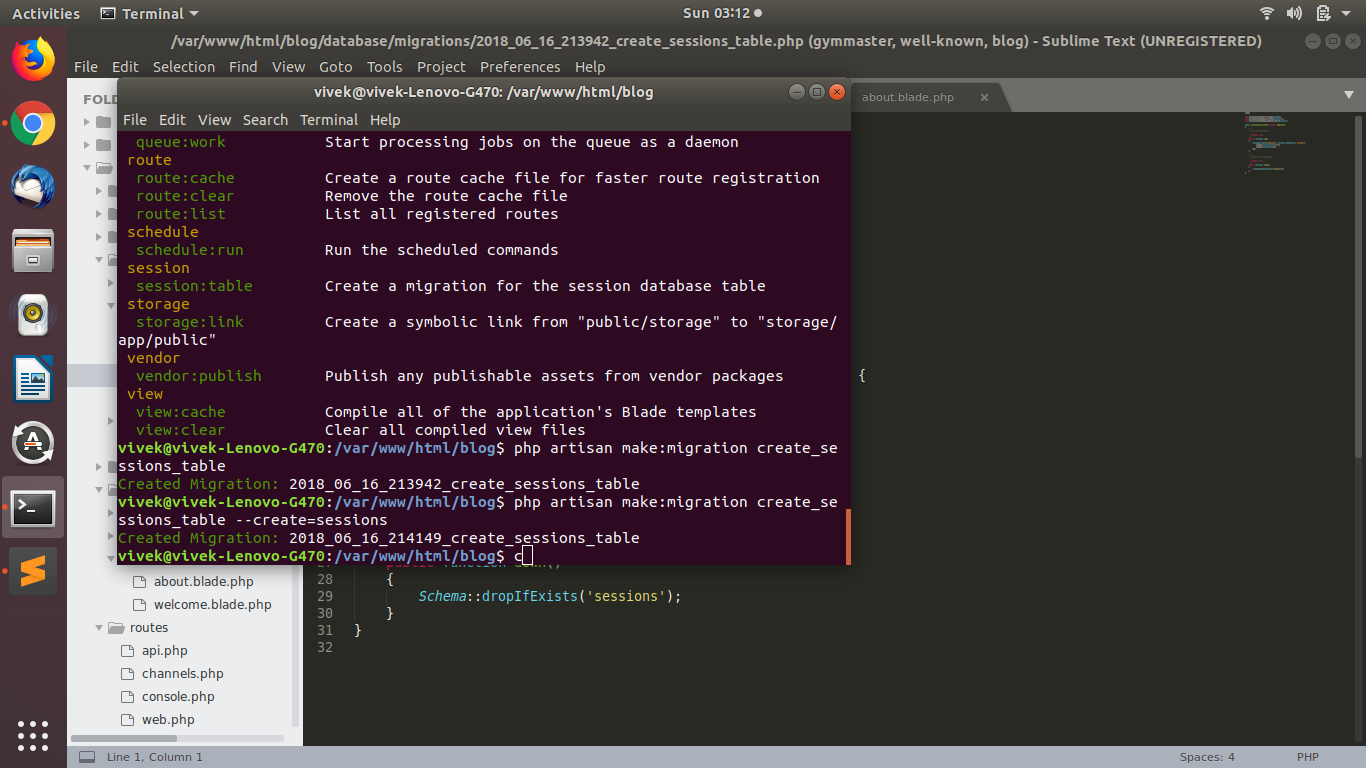 Activities
Terminal
Sun 03:12
/var/www/html/blog/database/migrations/2018_06_16_213942_create_sessions_table.php (gymmaster, well-known, blog) - Sublime Text (UNREGISTERED)
File Edit Selection Find View Goto Tools Project Preferences Help
FOLD
about.blade.php
vivek@vivek-Lenovo-G470: /var/www/html/blog
File Edit View Search Terminal Help
queue:work Start processing jobs on the queue as a daemon
route
route:cache Create a route cache file for faster route registration
route:clear Remove the route cache file
route:list List all registered routes
schedule
schedule:run Run the scheduled commands
session
session:table Create a migration for the session database table
storage
storage:link Create a symbolic link from "public/storage" to "storage/
app/public"
vendor
vendor:publish Publish any publishable assets from vendor packages
view
view:cache Compile all of the application's Blade templates
view:clear Clear all compiled view files
vivek@vivek-Lenovo-G470:/var/www/html/blog$ php artisan make:migration create_se
ssions_table
Created Migration: 2018_06_16_213942_create_sessions_table
vivek@vivek-Lenovo-G470:/var/www/html/blog$ php artisan make:migration create_se
ssions_table --create=sessions
Created Migration: 2018_06_16_214149_create_sessions_table
vivek@vivek-Lenovo-G470:/var/www/html/blog$ c
{
27 public function down()
28 {
29 Schema::dropIfExists('sessions');
30 }
31 }
32
about.blade.php
welcome.blade.php
routes
api.php
channels.php
console.php
web.php
Line 1, Column 1
Spaces: 4
PHP